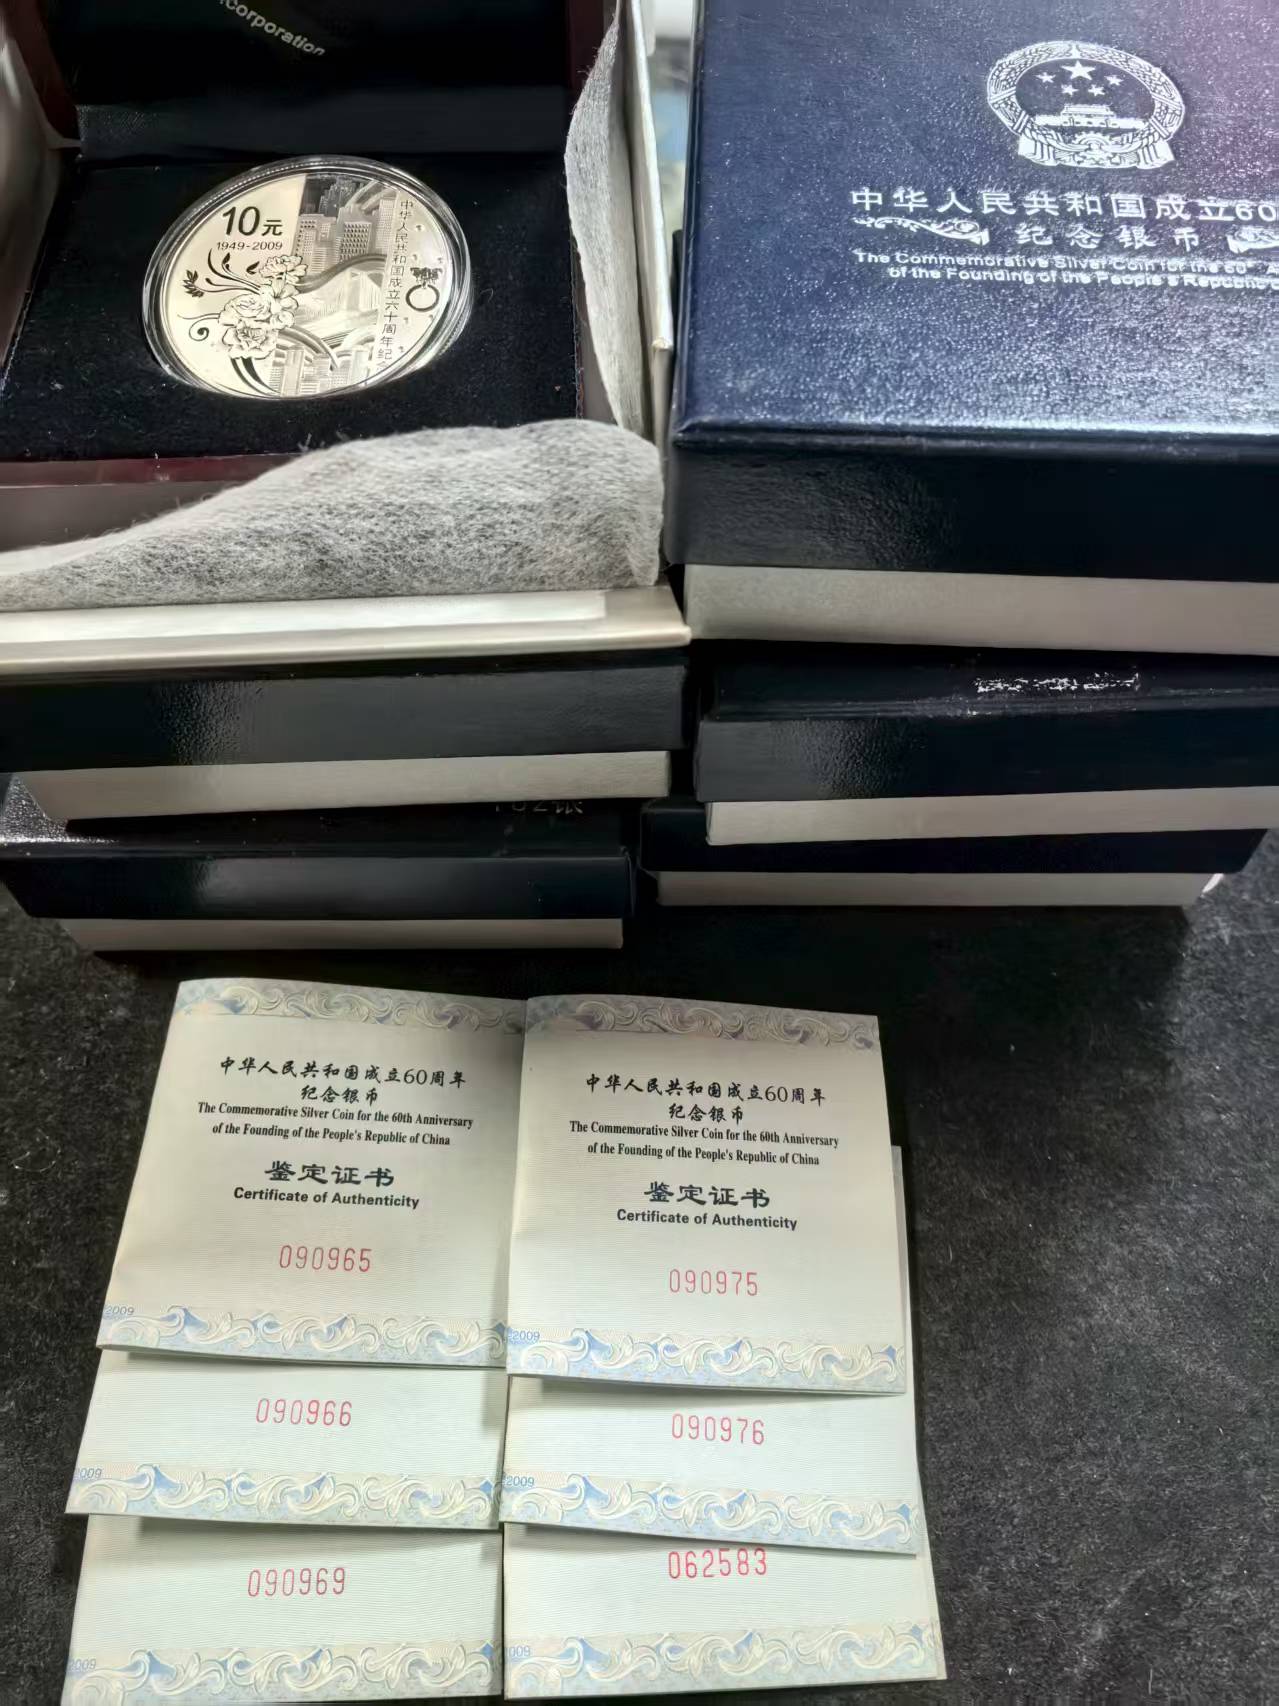 Corporation
10元
1949-2009
中华人民共和国成立六十周年纪
中华人民共和国成立60
纪念银币
The Commemorative Silver Coin for the 60th A
of the Founding of the People's Republic
中华人民共和国成立60周年
纪念银币
The Commemorative Silver Coin for the 60th Anniversary
of the Founding of the People's Republic of China
鉴定证书
Certificate of Authenticity
090965
2009
中华人民共和国成立60周年
纪念银币
The Commemorative Silver Coin for the 60th Anniversary
of the Founding of the People's Republic of China
鉴定证书
Certificate of Authenticity
090975
2009
090966
2009
090976
2009
090969
2009
062583
009